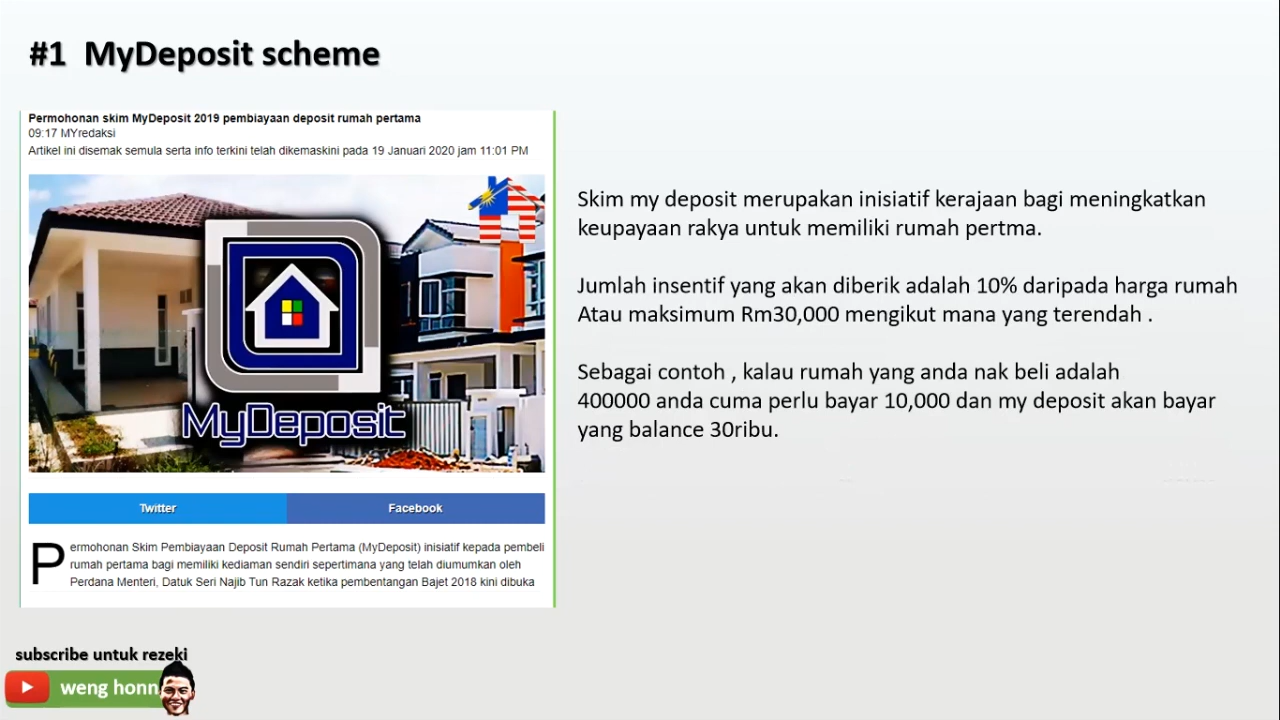 #1 MyDeposit scheme
Permohonan skim MyDeposit 2019 pembiayaan deposit rumah pertama
09:17 MYredaksi
Artikel ini disemak semula serta info terkini telah dikemaskini pada 19 Januari 2020 jam 11:01 PM
MyDeposit
Twitter
Facebook
Permohonan Skim Pembiayaan Deposit Rumah Pertama (MyDeposit) inisiatif kepada pembeli
rumah pertama bagi memiliki kediaman sendiri sepertimana yang telah diumumkan oleh
Perdana Menteri, Datuk Seri Najib Tun Razak ketika pembentangan Bajet 2018 kini dibuka
Skim my deposit merupakan inisiatif kerajaan bagi meningkatkan
keupayaan rakya untuk memiliki rumah pertma.
Jumlah insentif yang akan diberik adalah 10% daripada harga rumah
Atau maksimum Rm30,000 mengikut mana yang terendah .
Sebagai contoh , kalau rumah yang anda nak beli adalah
400000 anda cuma perlu bayar 10,000 dan my deposit akan bayar
yang balance 30ribu.
subscribe untuk rezeki
weng honn